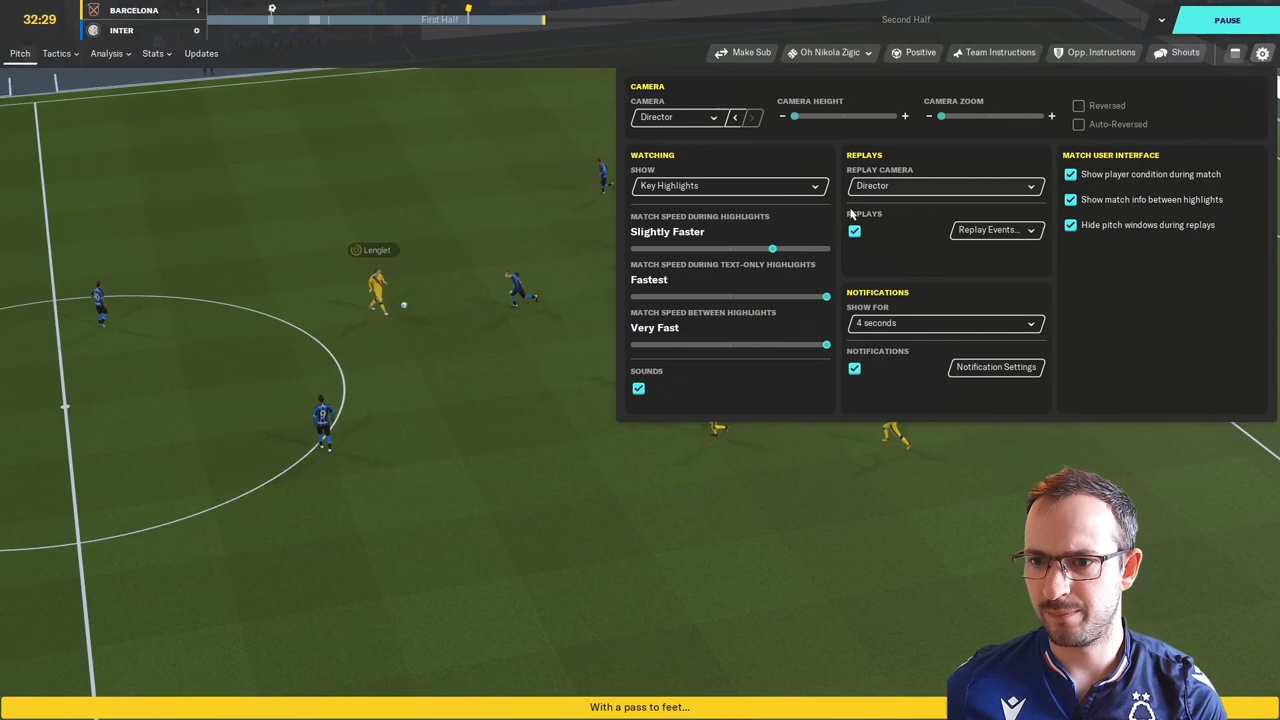 32:29
BARCELONA 1
INTER 0
First Half
Second Half
PAUSE
Pitch
Tactics
Analysis
Stats
Updates
Make Sub
Oh Nikola Zigic
Positive
Team Instructions
Opp. Instructions
Shouts
CAMERA
CAMERA
Director
CAMERA HEIGHT
CAMERA ZOOM
Reversed
Auto-Reversed
WATCHING
SHOW
Key Highlights
MATCH SPEED DURING HIGHLIGHTS
Slightly Faster
MATCH SPEED DURING TEXT-ONLY HIGHLIGHTS
Fastest
MATCH SPEED BETWEEN HIGHLIGHTS
Very Fast
SOUNDS
REPLAYS
REPLAY CAMERA
Director
REPLAYS
Replay Events...
NOTIFICATIONS
SHOW FOR
4 seconds
NOTIFICATIONS
Notification Settings
MATCH USER INTERFACE
Show player condition during match
Show match info between highlights
Hide pitch windows during replays
Lenglet
9
With a pass to feet...